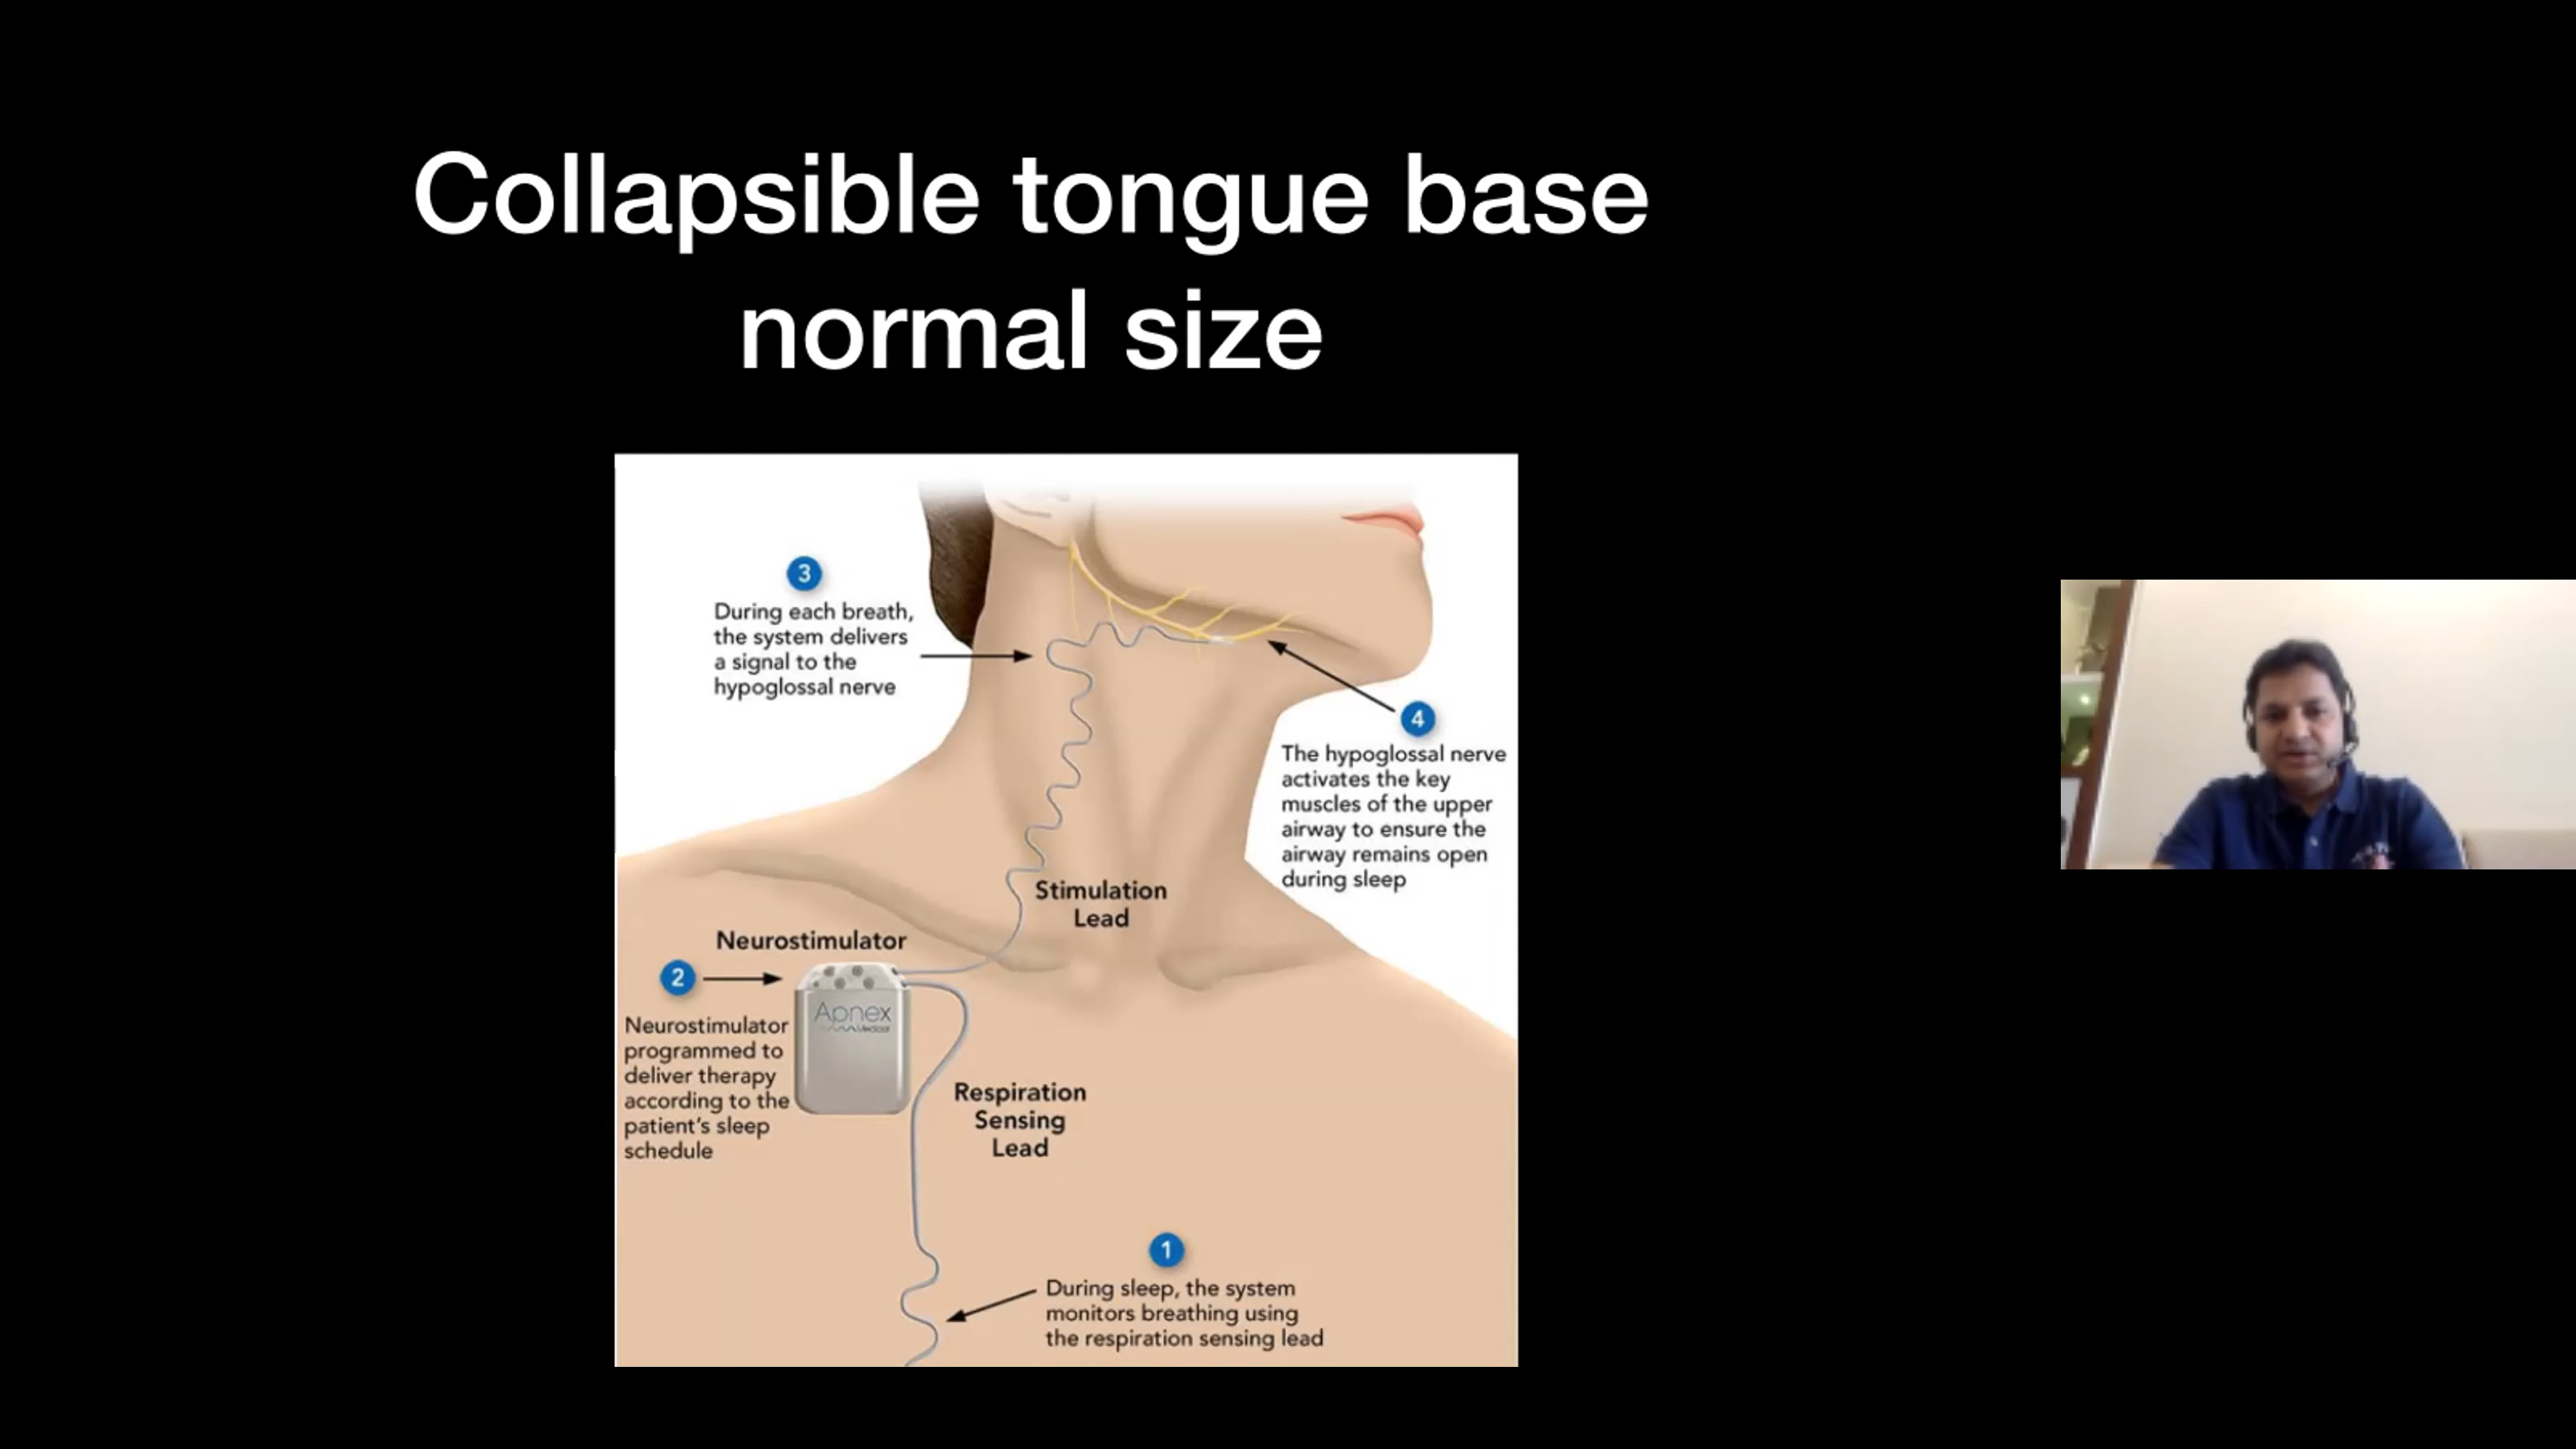 Collapsible tongue base
normal size
3
During each breath,
the system delivers
a signal to the
hypoglossal nerve
4
The hypoglossal nerve
activates the key
muscles of the upper
airway to ensure the
airway remains open
during sleep
Stimulation
Lead
Neurostimulator
2
Apnex
Medical
Neurostimulator
programmed to
deliver therapy
according to the
patient's sleep
schedule
Respiration
Sensing
Lead
1
During sleep, the system
monitors breathing using
the respiration sensing lead